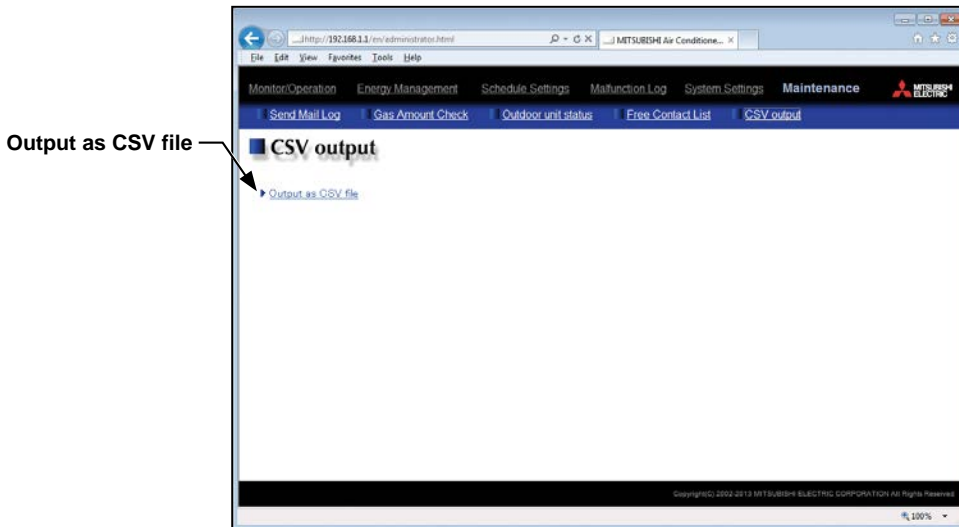 http://192.168.1.1/en/administrator.html
MITSUBISHI Air Conditione...
File Edit View Favorites Tools Help
Monitor/Operation Energy Management Schedule Settings Malfunction Log System Settings Maintenance MITSUBISHI ELECTRIC
Send Mail Log Gas Amount Check Outdoor unit status Free Contact List CSV output
Output as CSV file
CSV output
Output as CSV file
Copyright(C) 2002-2013 MITSUBISHI ELECTRIC CORPORATION All Rights Reserved
100%